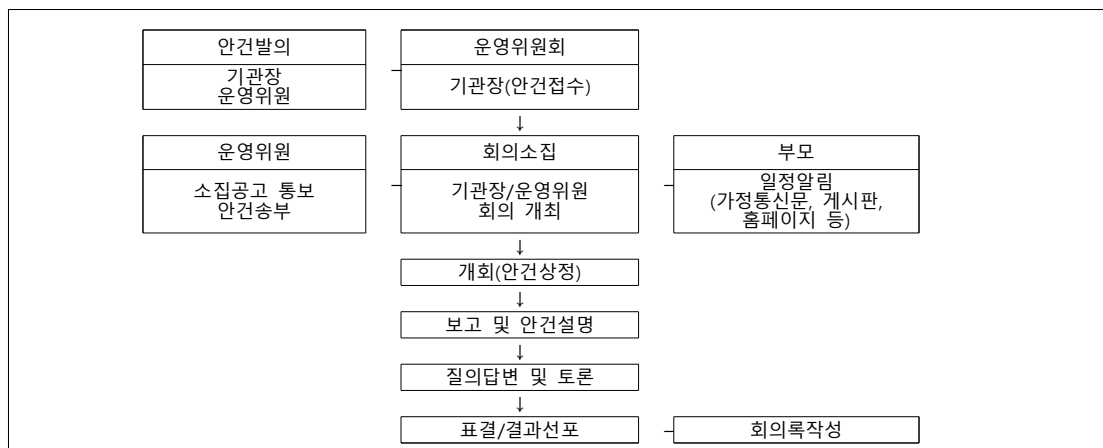 안건발의
기관장
운영위원
–
운영위원회
기관장(안건접수)
↓
운영위원
소집공고 통보
안건송부
–
회의소집
기관장/운영위원
회의 개최
–
부모
일정알림
(가정통신문, 게시판,
홈페이지 등)
↓
개회(안건상정)
↓
보고 및 안건설명
↓
질의답변 및 토론
↓
표결/결과선포
–
회의록작성